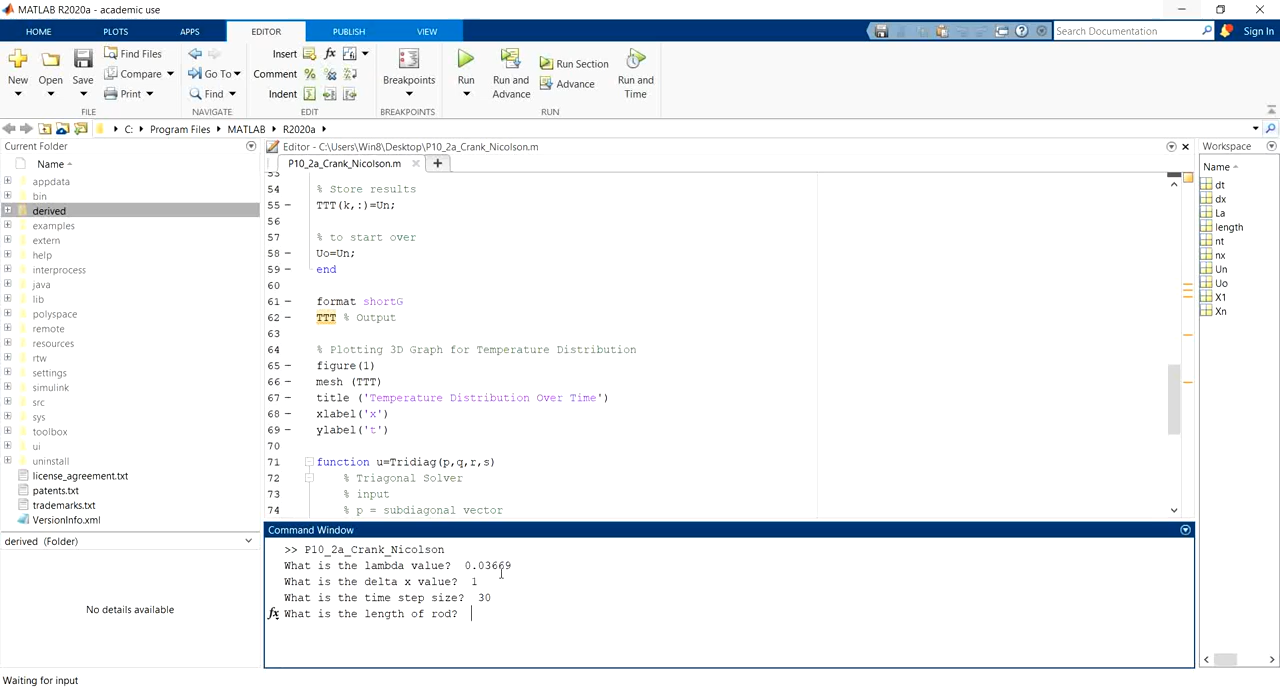 MATLAB R2020a - academic use
HOME PLOTS APPS EDITOR PUBLISH VIEW
Search Documentation
Sign In
New Open Save
Find Files
Compare
Print
Go To
Find
Insert
Comment
Indent
Breakpoints
Run
Run and Advance
Run Section
Advance
Run and Time
FILE NAVIGATE EDIT BREAKPOINTS RUN
C: Program Files MATLAB R2020a
Current Folder
Name
appdata
bin
derived
examples
extern
help
interprocess
java
lib
polyspace
remote
resources
rtw
settings
simulink
src
sys
toolbox
ui
uninstall
license_agreement.txt
patents.txt
trademarks.txt
VersionInfo.xml
derived (Folder)
No details available
Editor - C:\Users\Win8\Desktop\P10_2a_Crank_Nicolson.m
P10_2a_Crank_Nicolson.m
53
54 % Store results
55 - TTT(k,:)=Un;
56
57 % to start over
58 - Uo=Un;
59 - end
60
61 - format shortG
62 - TTT % Output
63
64 % Plotting 3D Graph for Temperature Distribution
65 - figure(1)
66 - mesh (TTT)
67 - title ('Temperature Distribution Over Time')
68 - xlabel('x')
69 - ylabel('t')
70
71 function u=Tridiag(p,q,r,s)
72 % Triagonal Solver
73 % input
74 % p = subdiagonal vector
Command Window
>> P10_2a_Crank_Nicolson
What is the lambda value? 0.03669
What is the delta x value? 1
What is the time step size? 30
fx What is the length of rod?
Workspace
Name
dt
dx
La
length
nt
nx
Un
Uo
X1
Xn
Waiting for input